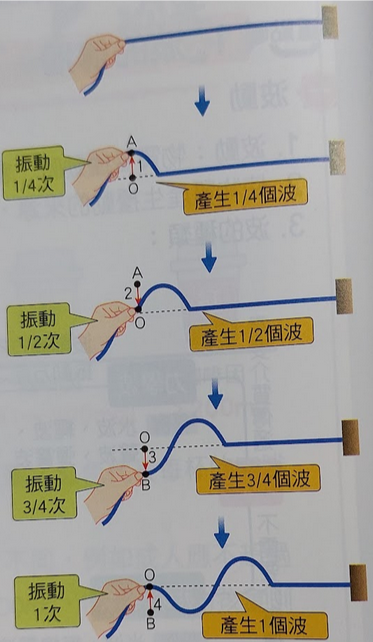 A
1
O
振動
1/4次
產生1/4個波
A
2
O
振動
1/2次
產生1/2個波
O
3
B
振動
3/4次
產生3/4個波
O
4
B
振動
1次
產生1個波